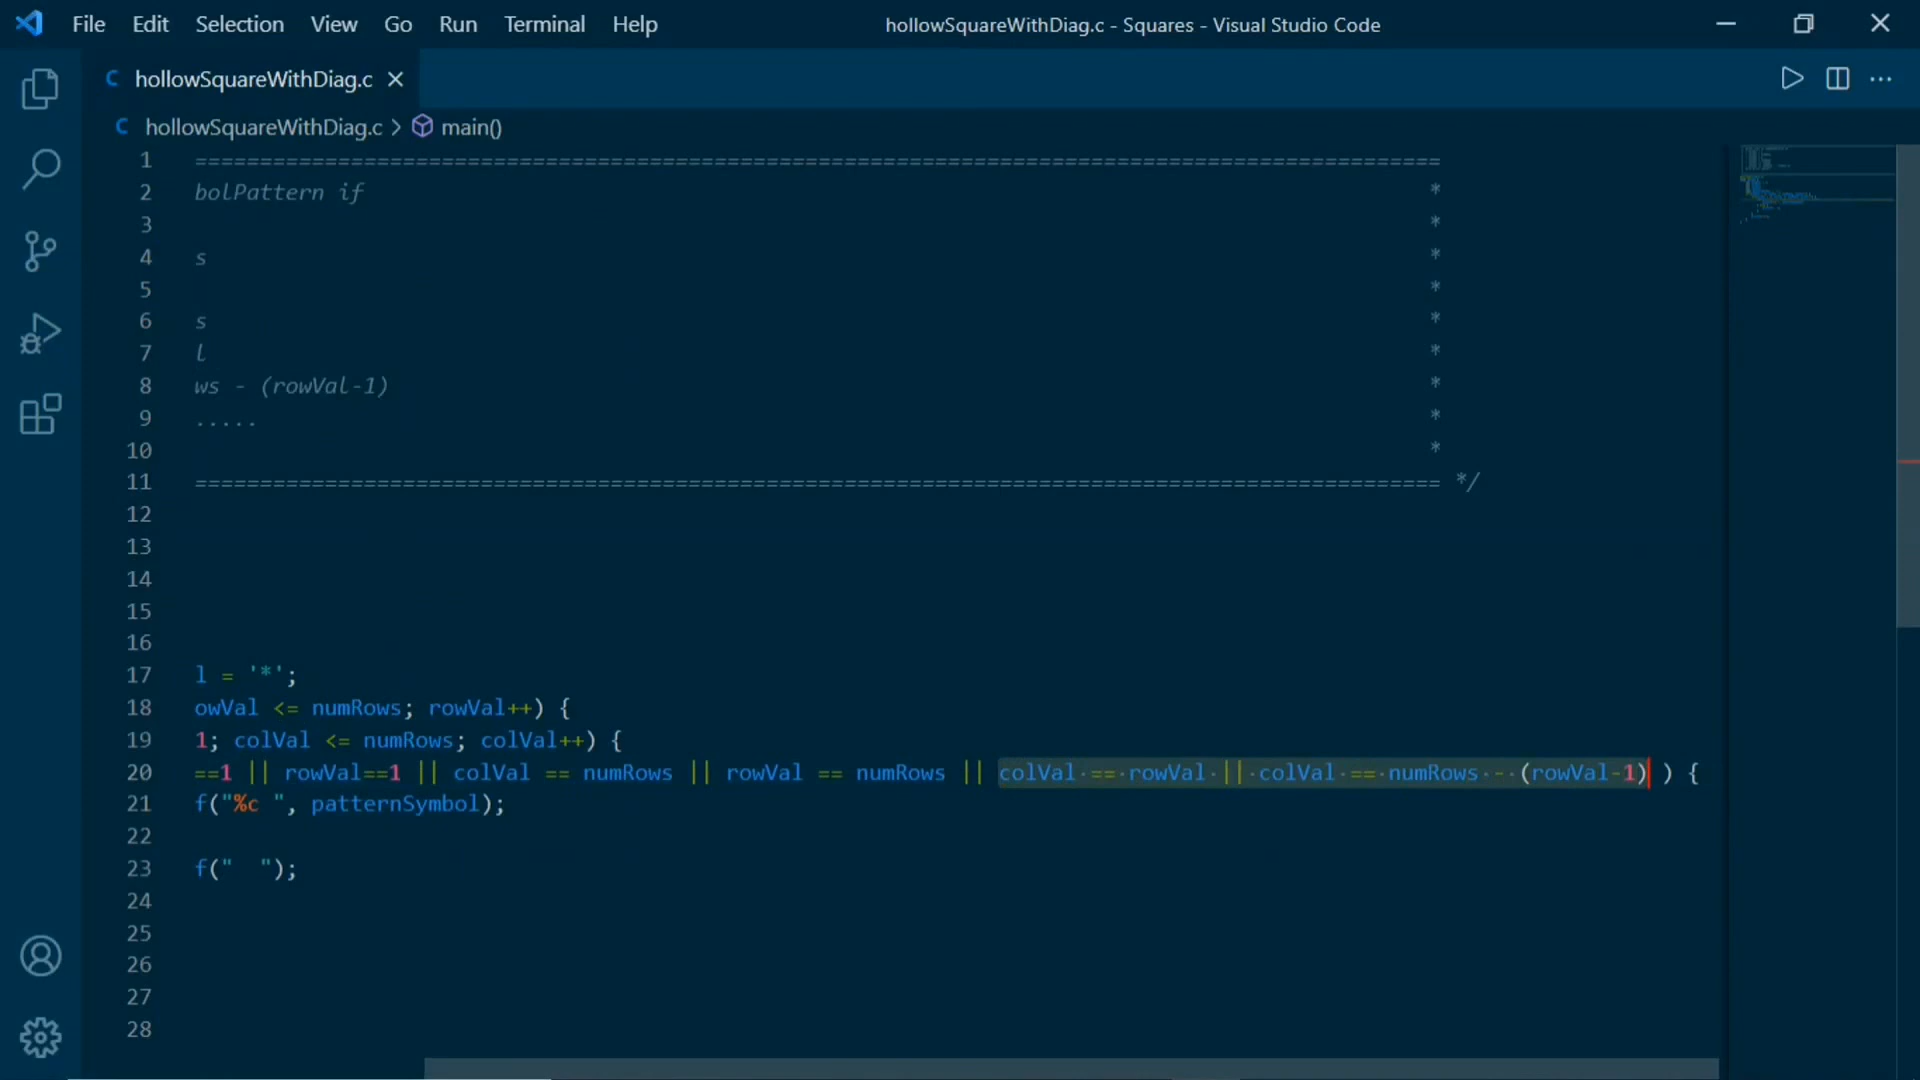 File Edit Selection View Go Run Terminal Help hollowSquareWithDiag.c - Squares - Visual Studio Code
C hollowSquareWithDiag.c ×
C hollowSquareWithDiag.c > main()
1 ================================================================================================
2 bolPattern if *
3 *
4 s *
5 *
6 s *
7 l *
8 ws - (rowVal-1) *
9 ..... *
10 *
11 ================================================================================================ */
12
13
14
15
16
17 l = '*';
18 owVal <= numRows; rowVal++) {
19 1; colVal <= numRows; colVal++) {
20 ==1 || rowVal==1 || colVal == numRows || rowVal == numRows || colVal == rowVal || colVal == numRows - (rowVal-1) ) {
21 f("%c ", patternSymbol);
22
23 f("  ");
24
25
26
27
28